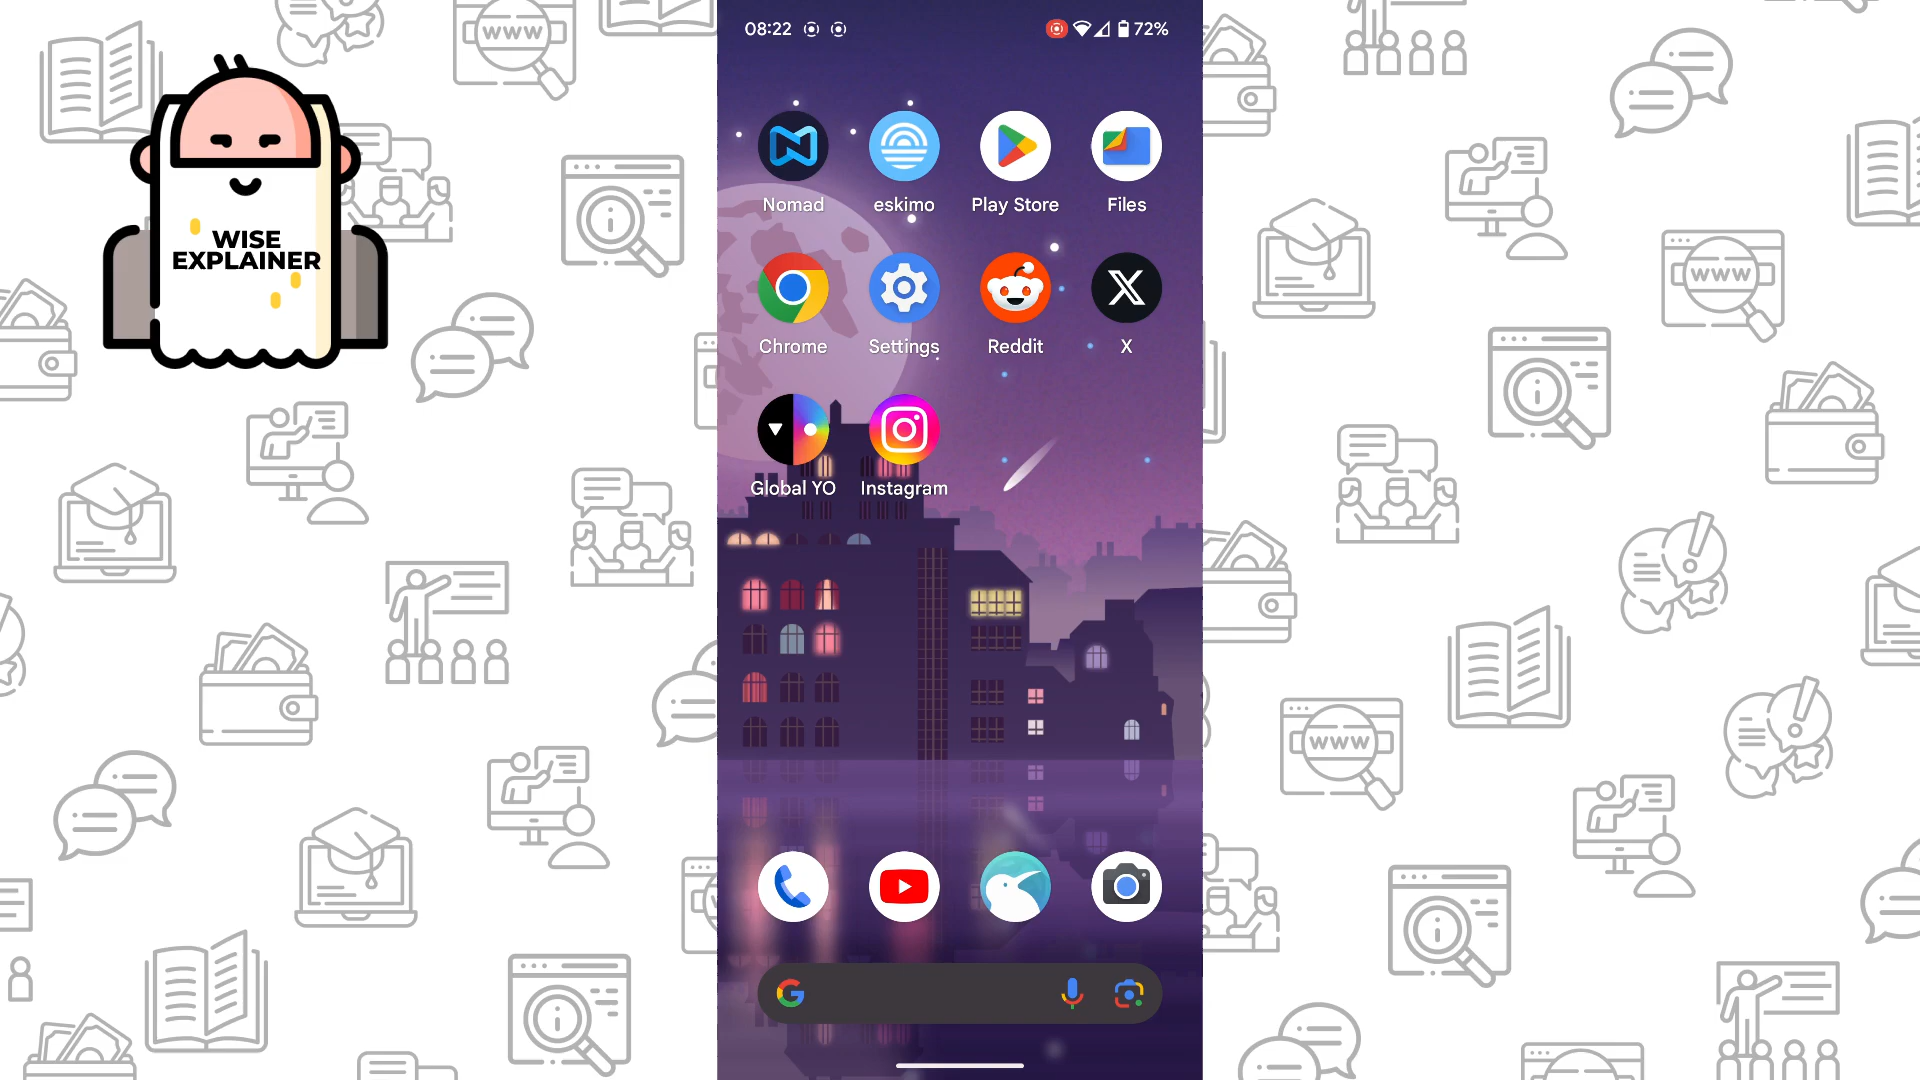 WISE
EXPLAINER
08:22
72%
Nomad
eskimo
Play Store
Files
Chrome
Settings
Reddit
X
Global YO
Instagram
WWW
WWW
WWW